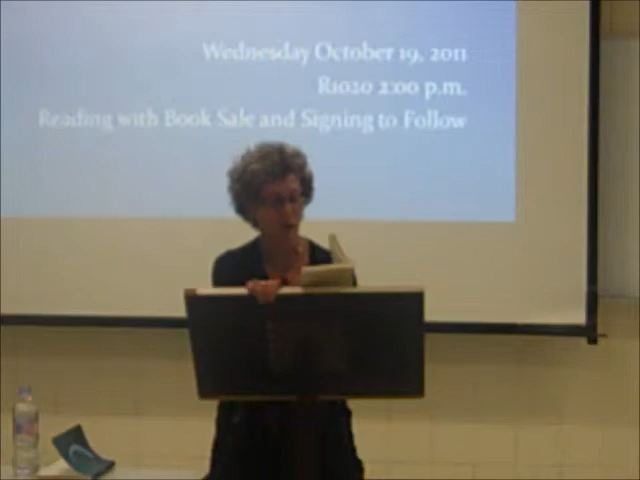 Wednesday October 19, 2011
R1020 2:00 p.m.
Reading with Book Sale and Signing to Follow